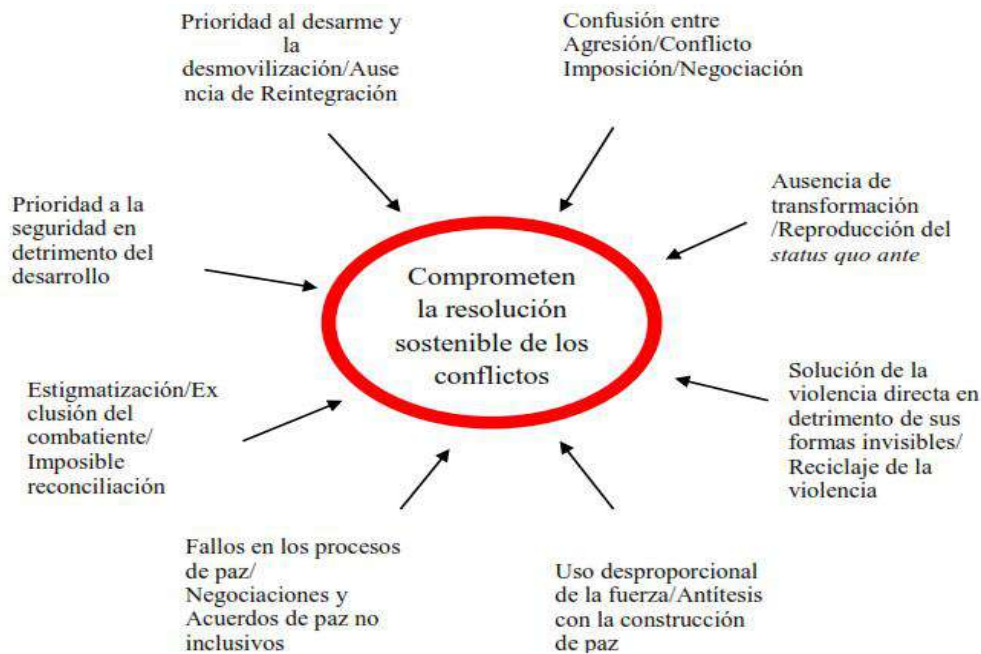 Prioridad al desarme y
la
desmovilización/Ause
ncia de Reintegración
Confusión entre
Agresión/Conflicto
Imposición/Negociación
Prioridad a la
seguridad en
detrimento del
desarrollo
Ausencia de
transformación
/Reproducción del
status quo ante
Comprometen
la resolución
sostenible de los
conflictos
Estigmatización/Ex
clusión del
combatiente/
Imposible
reconciliación
Solución de la
violencia directa en
detrimento de sus
formas invisibles/
Reciclaje de la
violencia
Fallos en los procesos
de paz/
Negociaciones y
Acuerdos de paz no
inclusivos
Uso desproporcional
de la fuerza/Antítesis
con la construcción
de paz